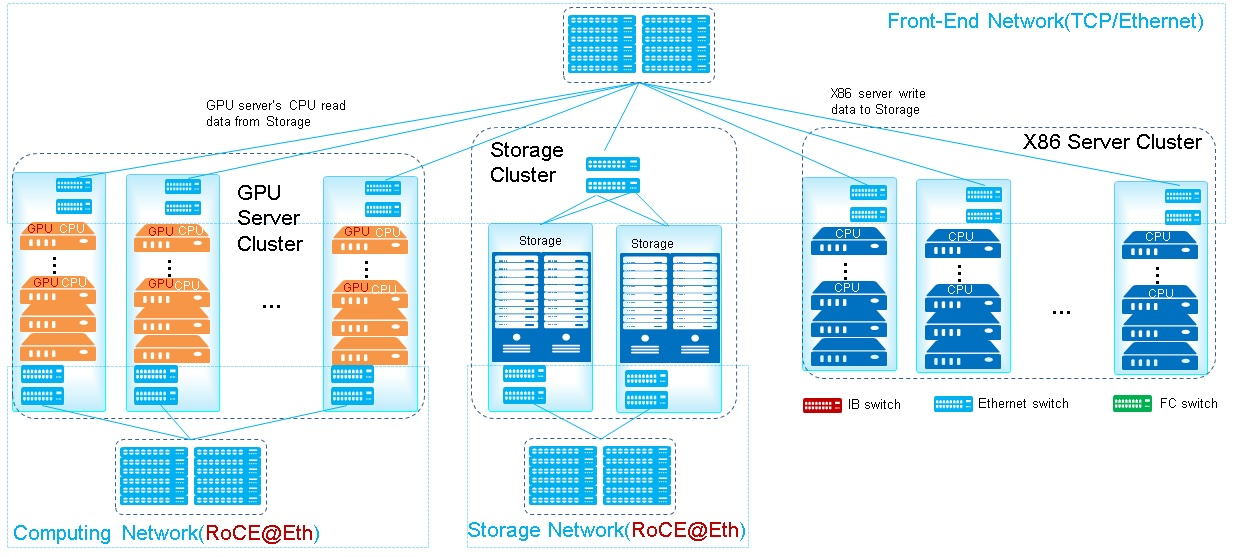 Front-End Network(TCP/Ethernet)
GPU server's CPU read
data from Storage
X86 server write
data to Storage
Storage
Cluster
X86 Server Cluster
GPU
Server
Cluster
GPU CPU
GPU CPU
GPU CPU
GPU CPU
GPU CPU
GPU CPU
...
Storage
Storage
CPU
CPU
CPU
CPU
CPU
CPU
...
IB switch
Ethernet switch
FC switch
Computing Network(RoCE@Eth)
Storage Network(RoCE@Eth)